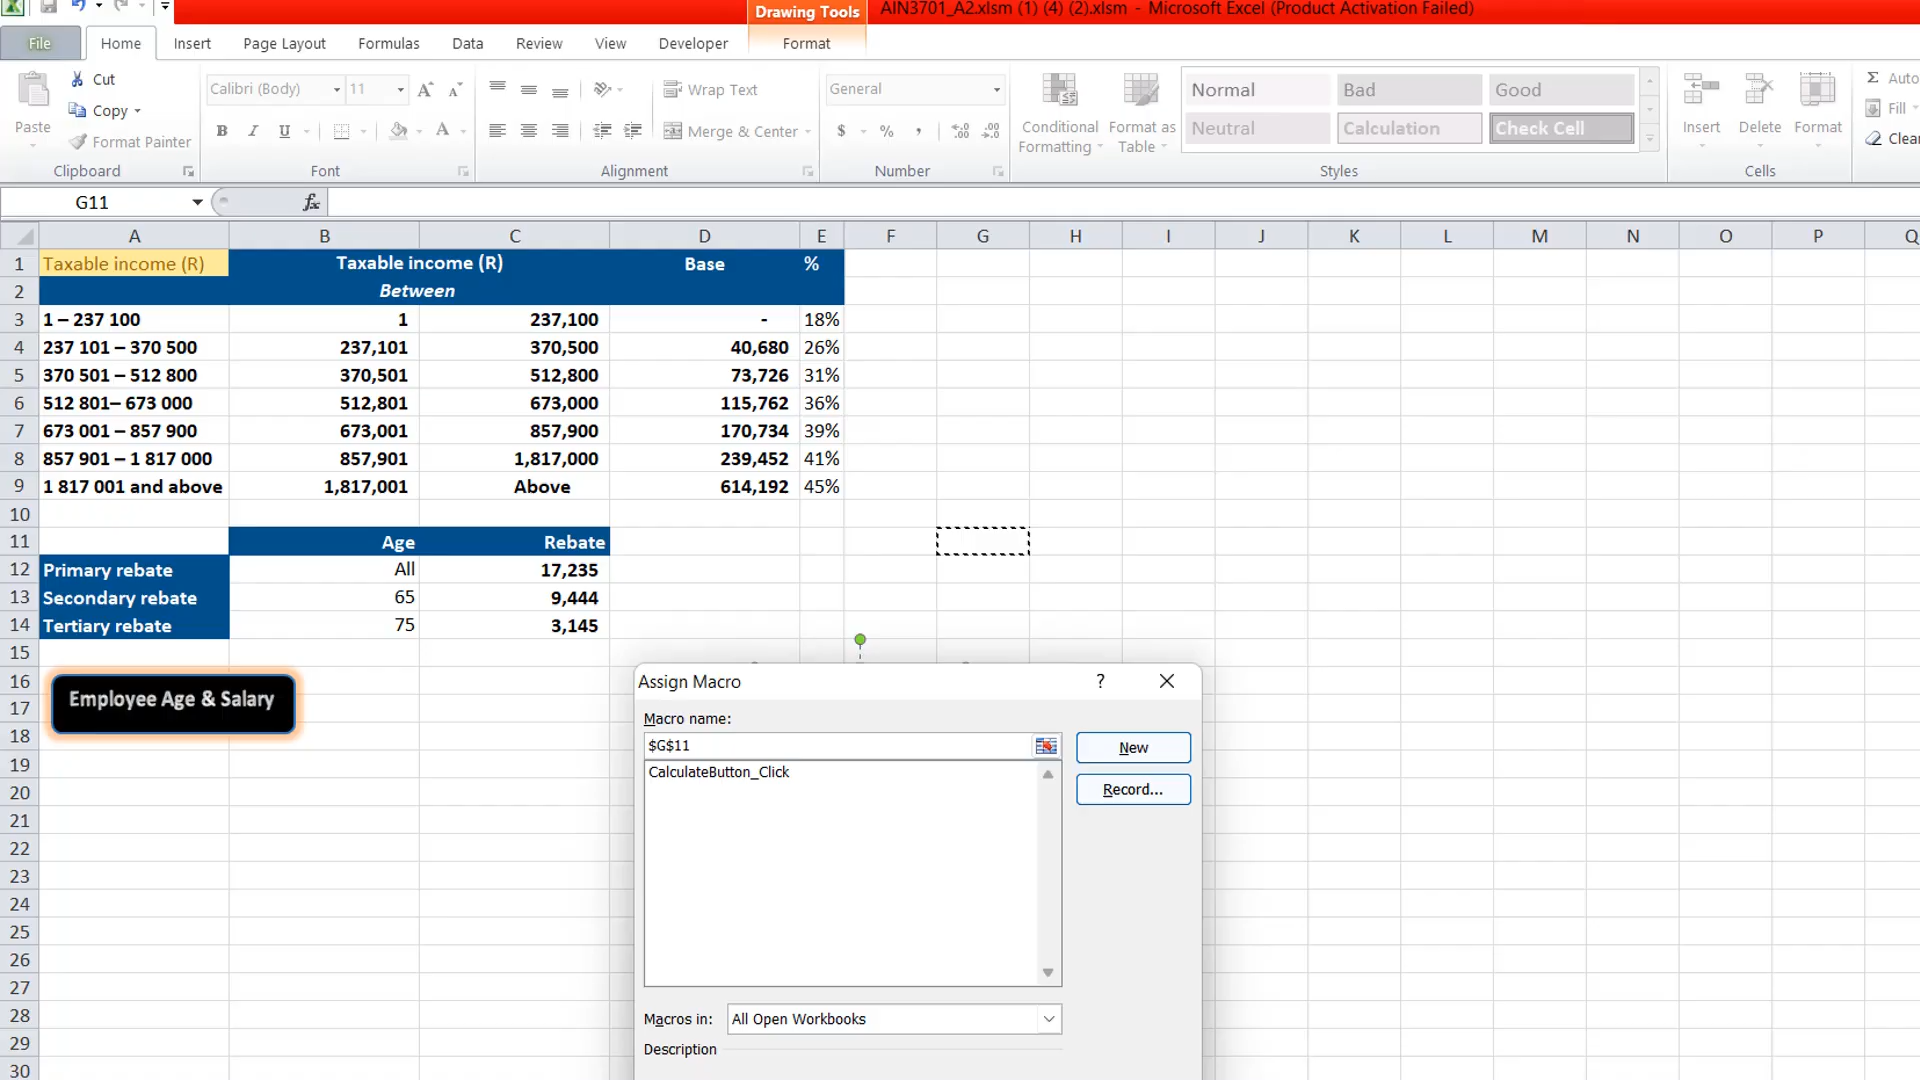 Drawing Tools
AIN3701_A2.xlsm (1) (4) (2).xlsm - Microsoft Excel (Product Activation Failed)
File Home Insert Page Layout Formulas Data Review View Developer Format
Cut
Copy
Format Painter
Paste
Clipboard
Calibri (Body) 11
B I U
Font
Wrap Text
Merge & Center
Alignment
General
$ % ,
Number
Conditional Formatting
Format as Table
Normal Bad Good
Neutral Calculation Check Cell
Styles
Insert Delete Format
Cells
Σ Auto
Fill
Clea
G11 fx
A B C D E F G H I J K L M N O P Q
1 Taxable income (R) Taxable income (R) Base %
2 Between
3 1 – 237 100 1 237,100 - 18%
4 237 101 – 370 500 237,101 370,500 40,680 26%
5 370 501 – 512 800 370,501 512,800 73,726 31%
6 512 801– 673 000 512,801 673,000 115,762 36%
7 673 001 – 857 900 673,001 857,900 170,734 39%
8 857 901 – 1 817 000 857,901 1,817,000 239,452 41%
9 1 817 001 and above 1,817,001 Above 614,192 45%
10
11 Age Rebate
12 Primary rebate All 17,235
13 Secondary rebate 65 9,444
14 Tertiary rebate 75 3,145
15
16
17 Employee Age & Salary
18
19
20
21
22
23
24
25
26
27
28
29
30
Assign Macro ?
Macro name:
$G$11
New
CalculateButton_Click
Record...
Macros in: All Open Workbooks
Description